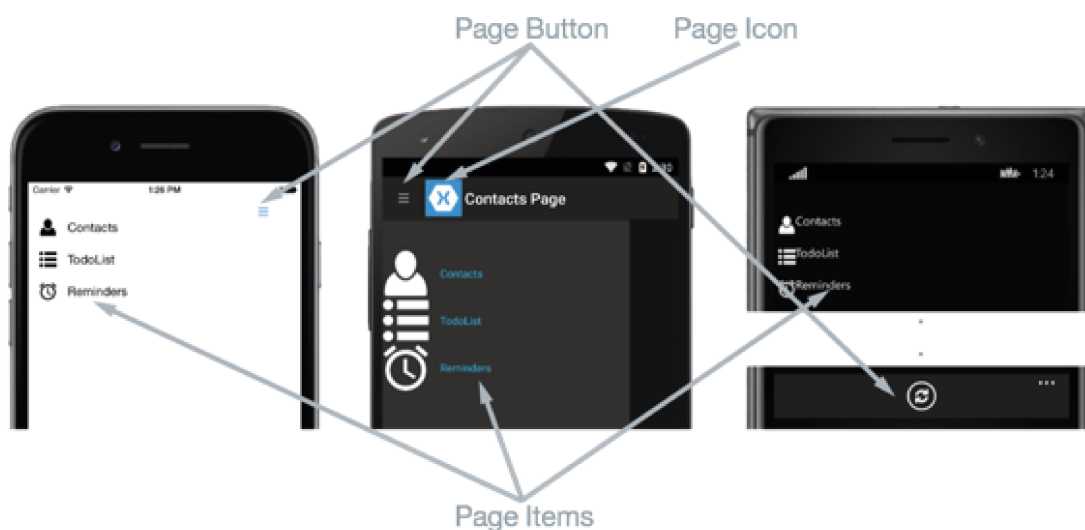 Page Button
Page Icon
Carrier
1:26 PM
Contacts
TodoList
Reminders
Contacts Page
Contacts
TodoList
Reminders
1:24
Contacts
TodoList
Reminders
Page Items